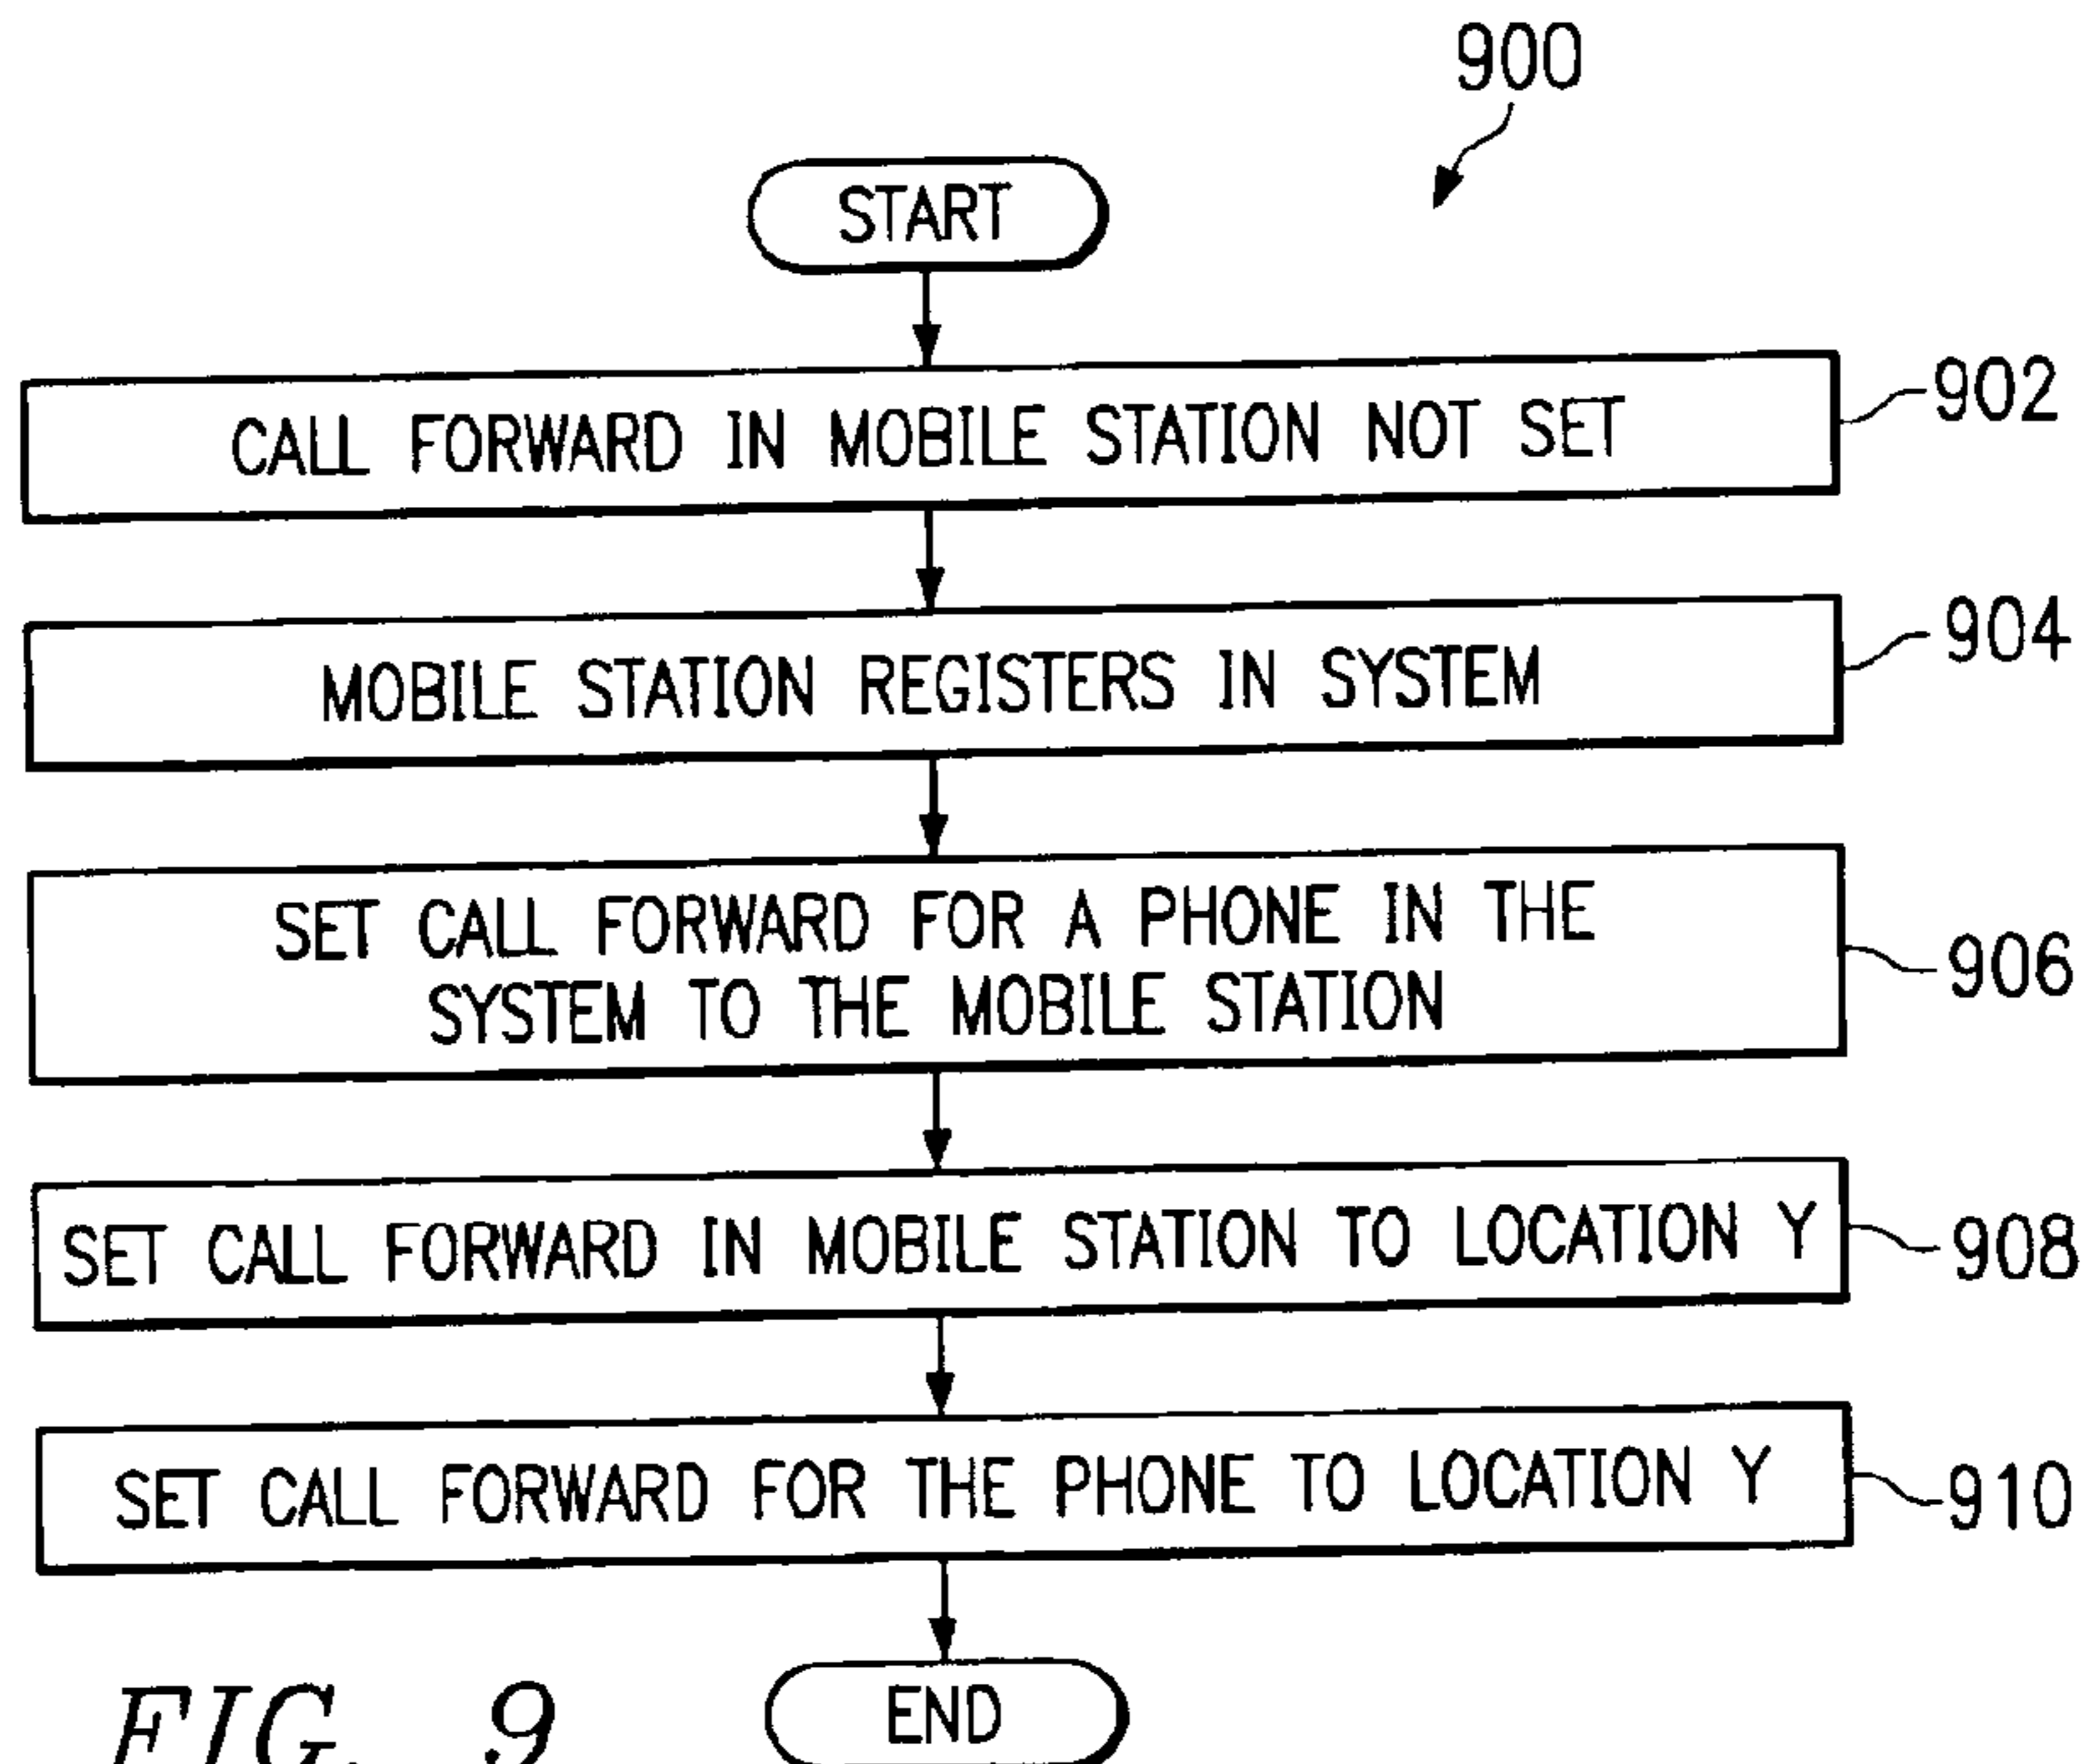 900
START
CALL FORWARD IN MOBILE STATION NOT SET
902
MOBILE STATION REGISTERS IN SYSTEM
904
SET CALL FORWARD FOR A PHONE IN THE
SYSTEM TO THE MOBILE STATION
906
SET CALL FORWARD IN MOBILE STATION TO LOCATION Y
908
SET CALL FORWARD FOR THE PHONE TO LOCATION Y
910
END
FIG. 9